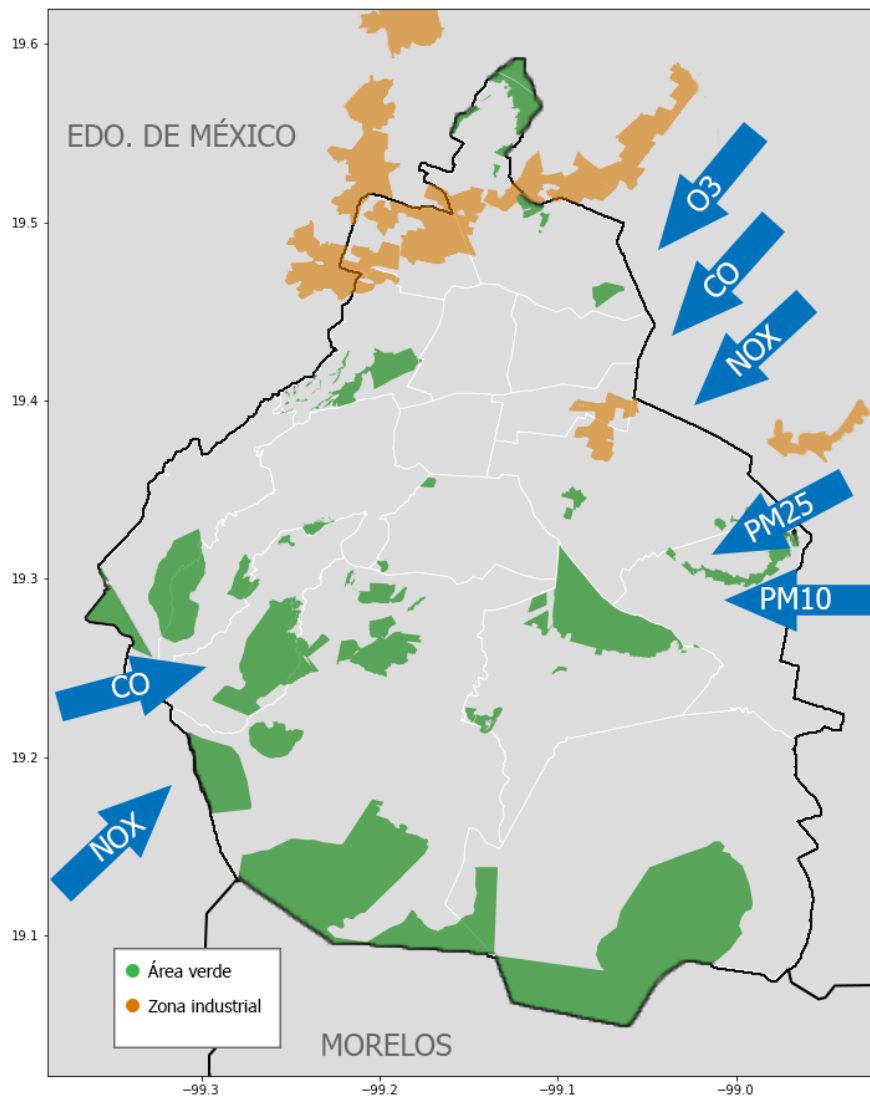 19.6
EDO. DE MÉXICO
O3
19.5
CO
NOX
19.4
PM25
19.3
PM10
CO
19.2
NOX
19.1
Área verde
Zona industrial
MORELOS
−99.3 −99.2 −99.1 −99.0